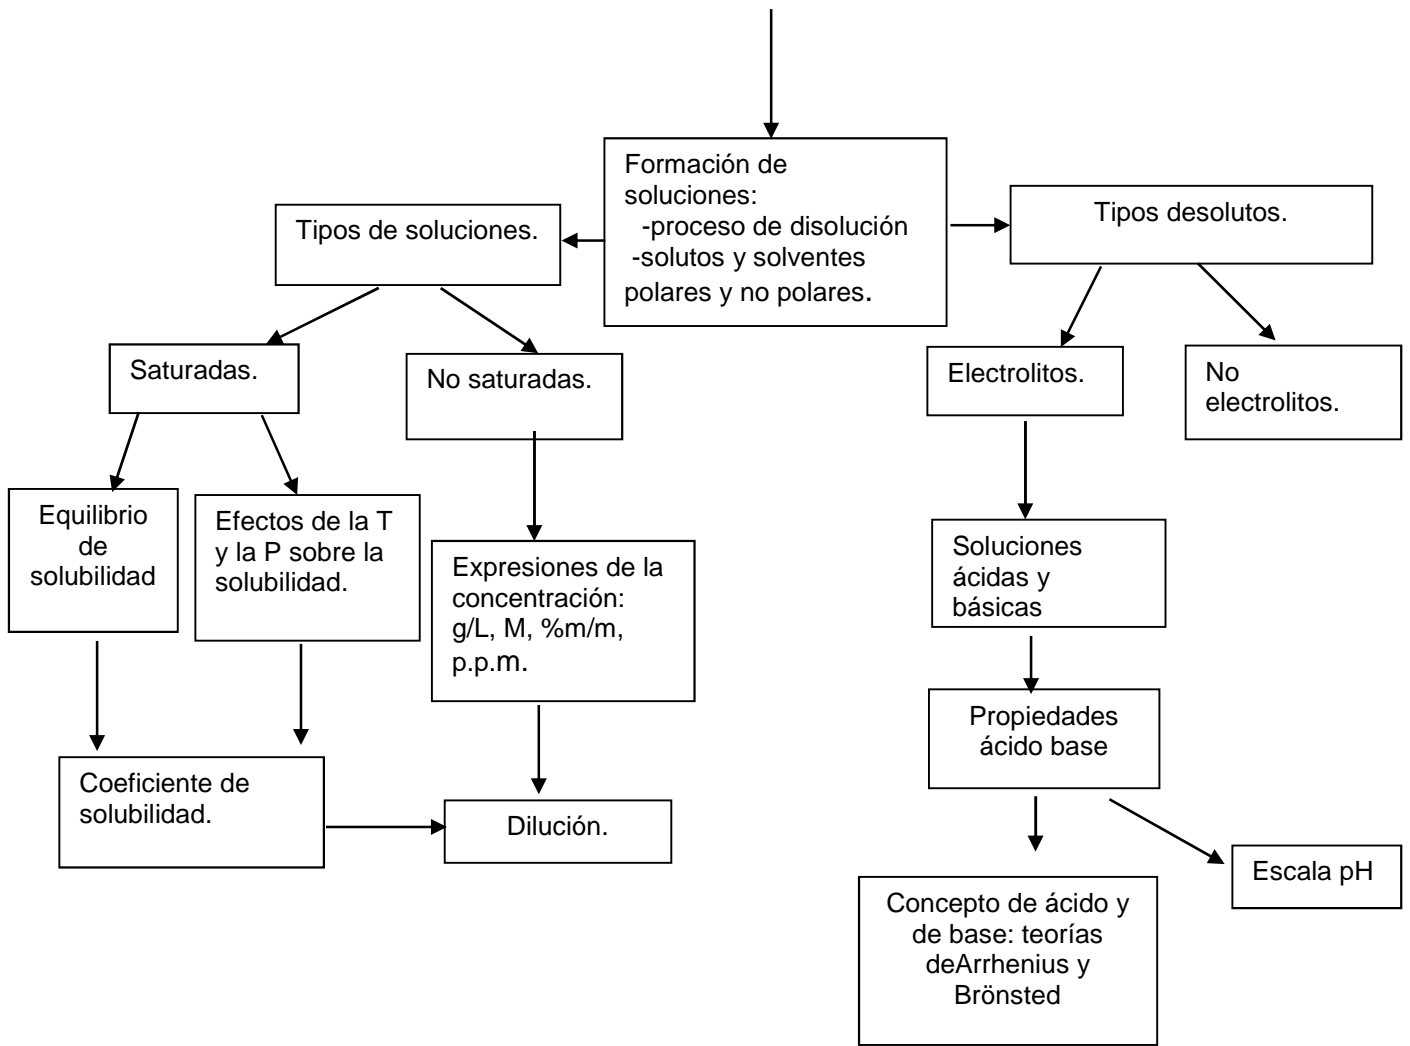 Formación de
soluciones:
-proceso de disolución
-solutos y solventes
polares y no polares.
Tipos de soluciones.
Tipos desolutos.
Saturadas.
No saturadas.
Electrolitos.
No
electrolitos.
Equilibrio
de
solubilidad
Efectos de la T
y la P sobre la
solubilidad.
Expresiones de la
concentración:
g/L, M, %m/m,
p.p.m.
Soluciones
ácidas y
básicas
Propiedades
ácido base
Coeficiente de
solubilidad.
Dilución.
Escala pH
Concepto de ácido y
de base: teorías
deArrhenius y
Brönsted